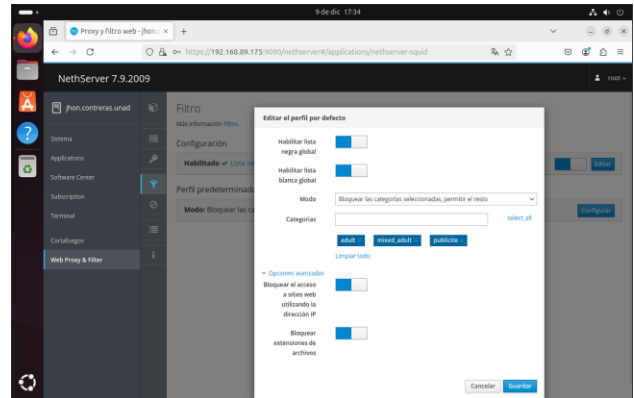 9 de dic 17:34
Proxy y filtro web - jhon.c
https://192.168.89.175:9090/nethserver#/applications/nethserver-squid
NethServer 7.9.2009
root
jhon.contreras.unad
Sistema
Applications
Software Center
Subscription
Terminal
Cortafuegos
Web Proxy & Filter
Filtro
Más información Filtro.
Configuración
Habilitado ✔ Lista ne
Editar
Perfil predeterminado
Modo: Bloquear las ca
Configurar
Editar el perfil por defecto
Habilitar lista
negra global
Habilitar lista
blanca global
Modo
Bloquear las categorías seleccionadas, permitir el resto
Categorias
select_all
adult
mixed_adult
publicite
Limpiar todo
Opciones avanzadas
Bloquear el acceso
a sitios web
utilizando la
dirección IP
Bloquear
extensiones de
archivos
Cancelar
Guardar